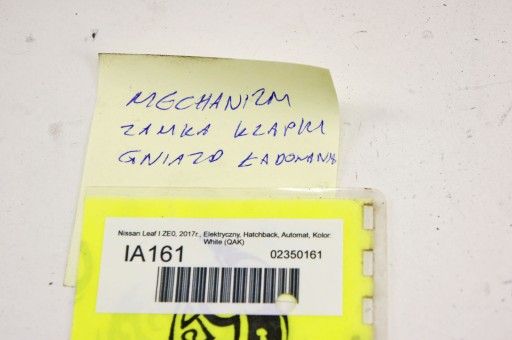 MECHANIZM
ZAMKA KLAPKI
GNIAZD ŁADOWANIA
Nissan Leaf I ZE0, 2017r., Elektryczny, Hatchback, Automat, Kolor:
White (QAK)
IA161 02350161